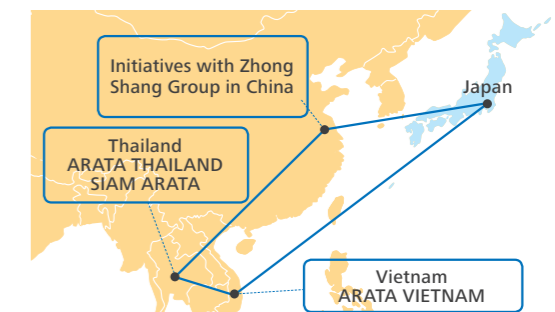 Initiatives with Zhong
Shang Group in China
Japan
Thailand
ARATA THAILAND
SIAM ARATA
Vietnam
ARATA VIETNAM